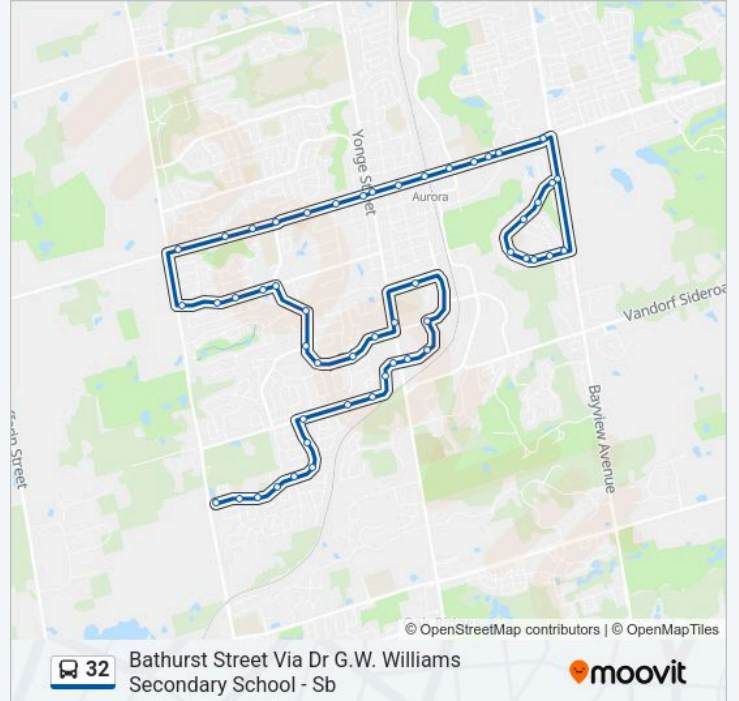 Yonge Street
Aurora
Vandorf Sideroa
Bayview Avenue
fferin Street
© OpenStreetMap contributors | © OpenMapTiles
32
Bathurst Street Via Dr G.W. Williams
Secondary School - Sb
moovit